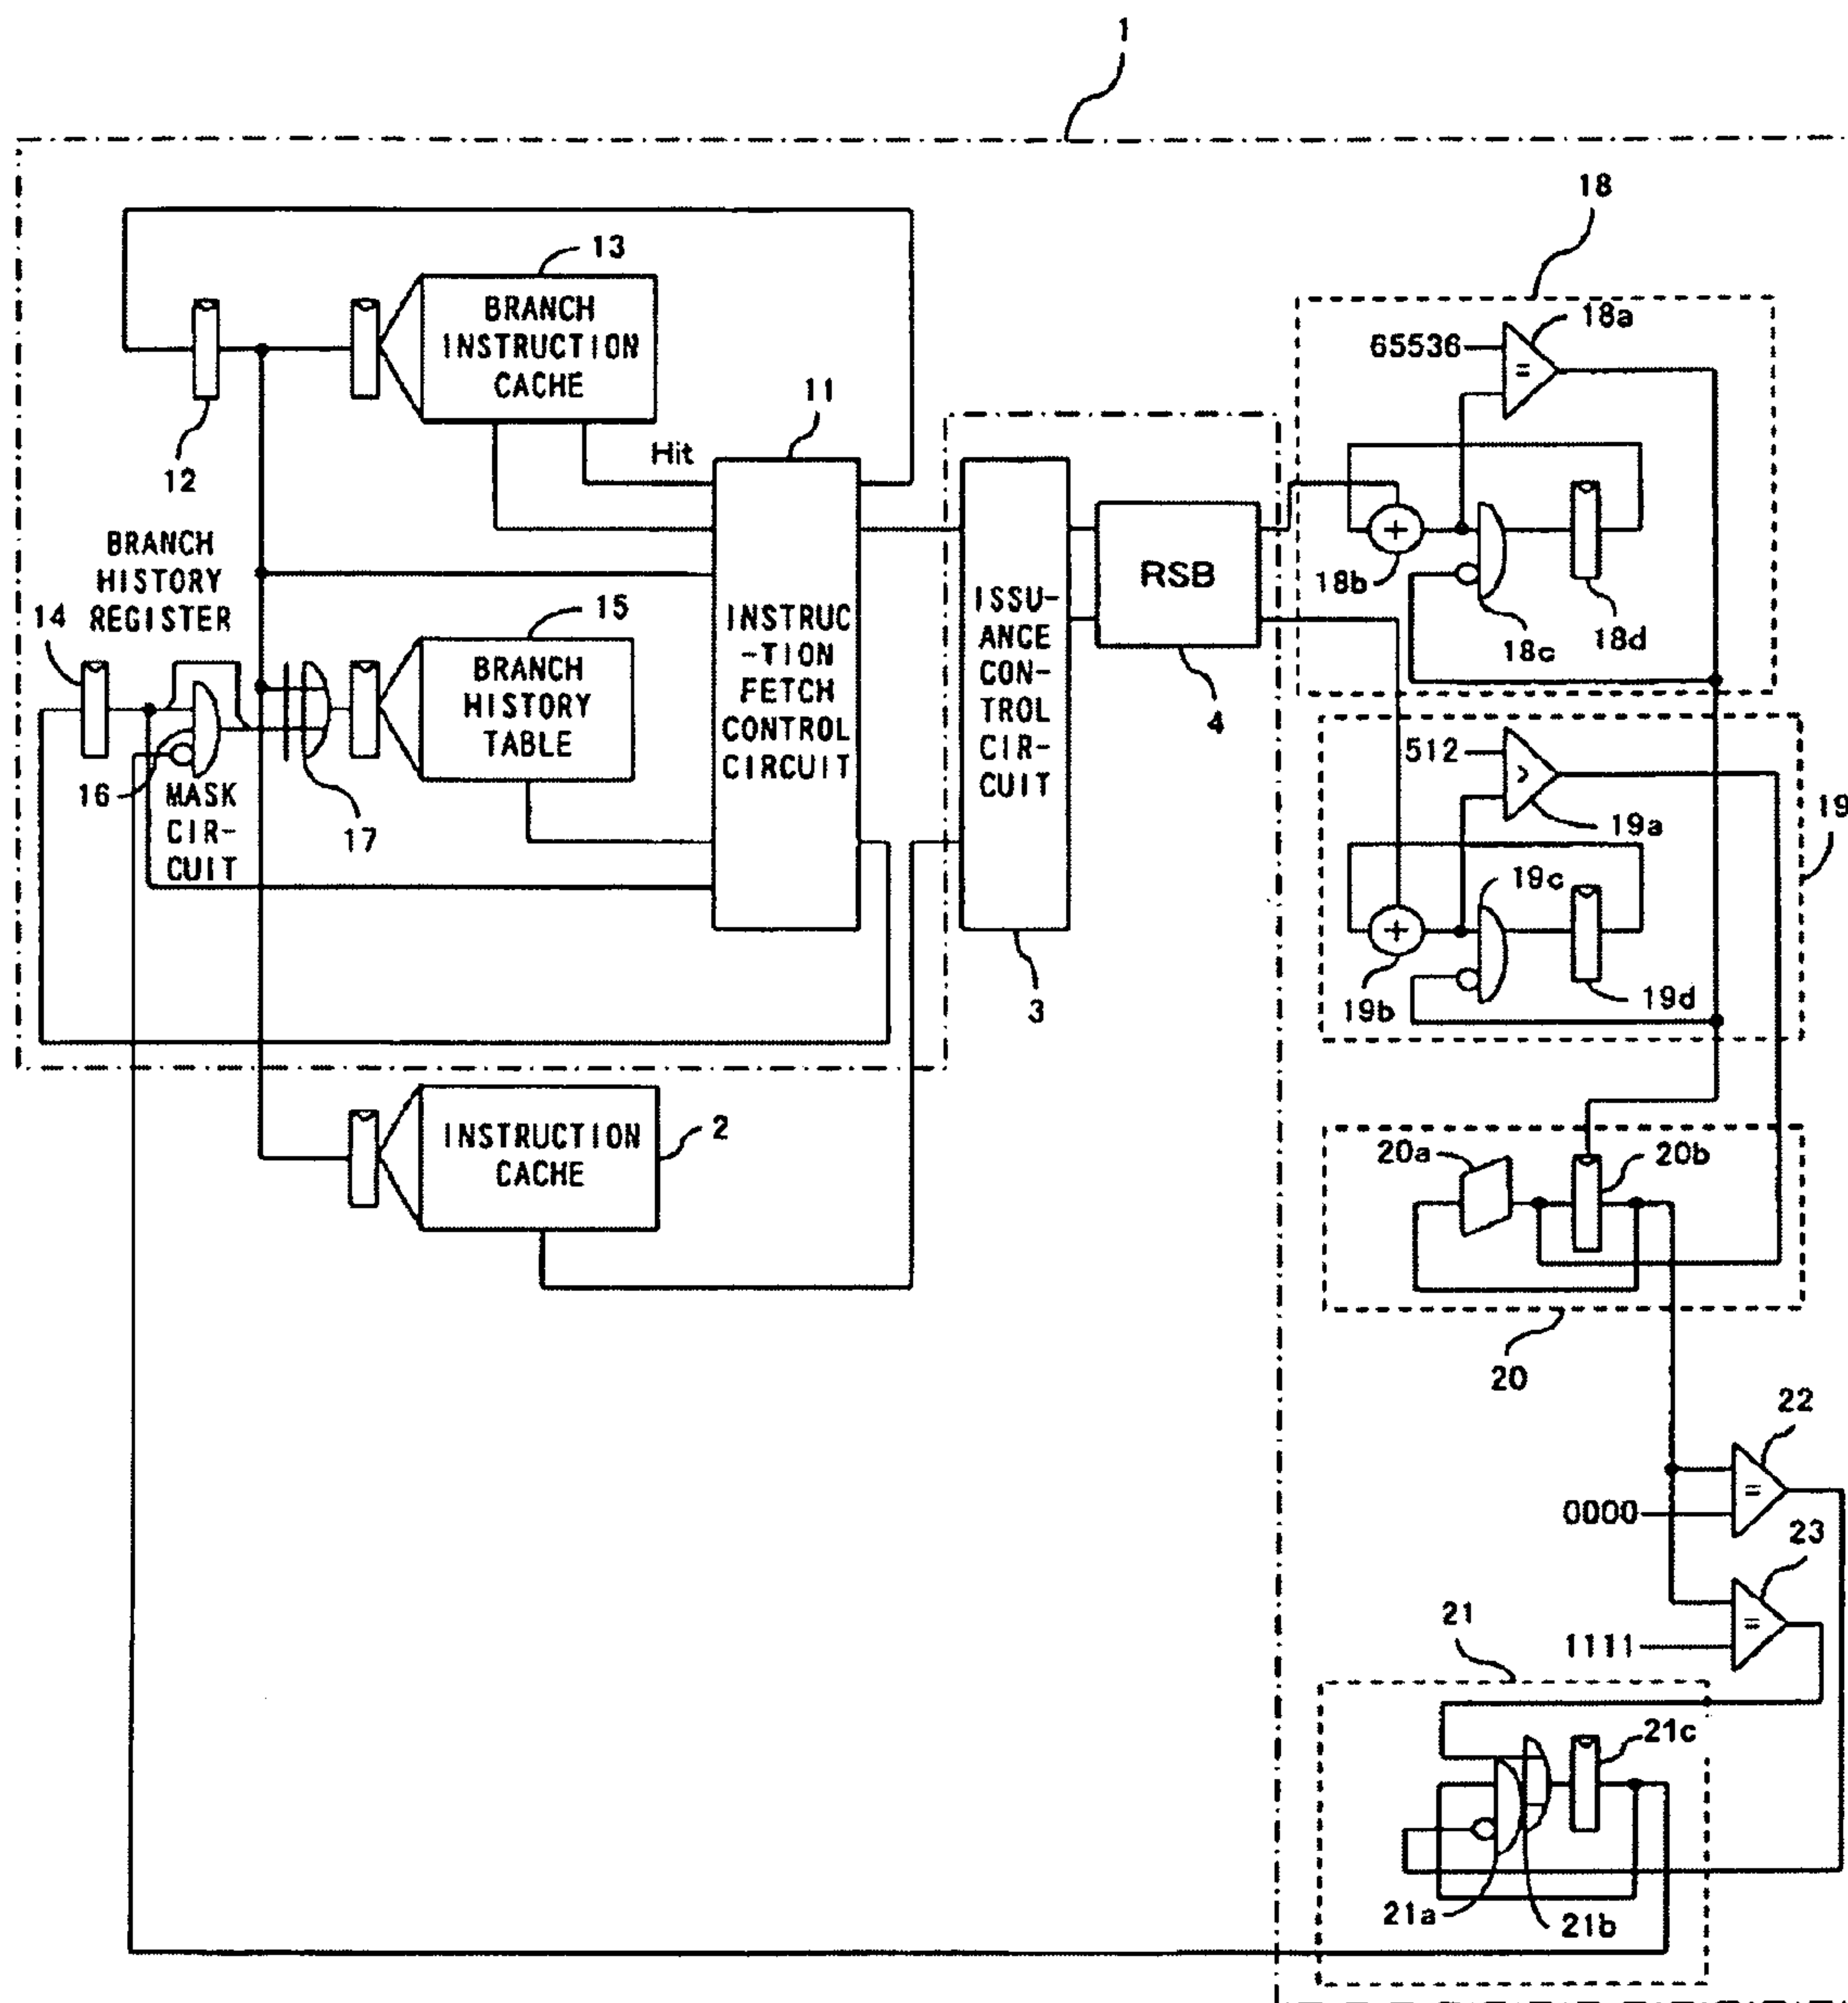 1
18
13
BRANCH
INSTRUCTION
CACHE
18a
65536
=
11
Hit
12
+
18b
18c
18d
BRANCH
HISTORY
REGISTER
14
15
BRANCH
HISTORY
TABLE
INSTRUC
-TION
FETCH
CONTROL
CIRCUIT
ISSU-
ANCE
CON-
TROL
CIR-
CUIT
RSB
4
16
MASK
CIR-
CUIT
17
512
>
19a
19
19c
+
19b
19d
3
INSTRUCTION
CACHE
2
20a
20b
20
22
=
0000
23
=
1111
21
21c
21a
21b